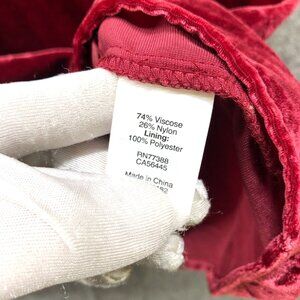 74% Viscose
26% Nylon
Lining:
100% Polyester
RN77388
CA56445
Made in China